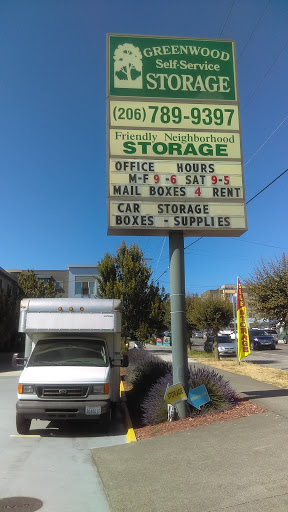 GREENWOOD
Self-Service
STORAGE
(206) 789-9397
Friendly Neighborhood
STORAGE
OFFICE HOURS
M-F 9-6 SAT 9-5
MAIL BOXES 4 RENT
CAR STORAGE
BOXES - SUPPLIES